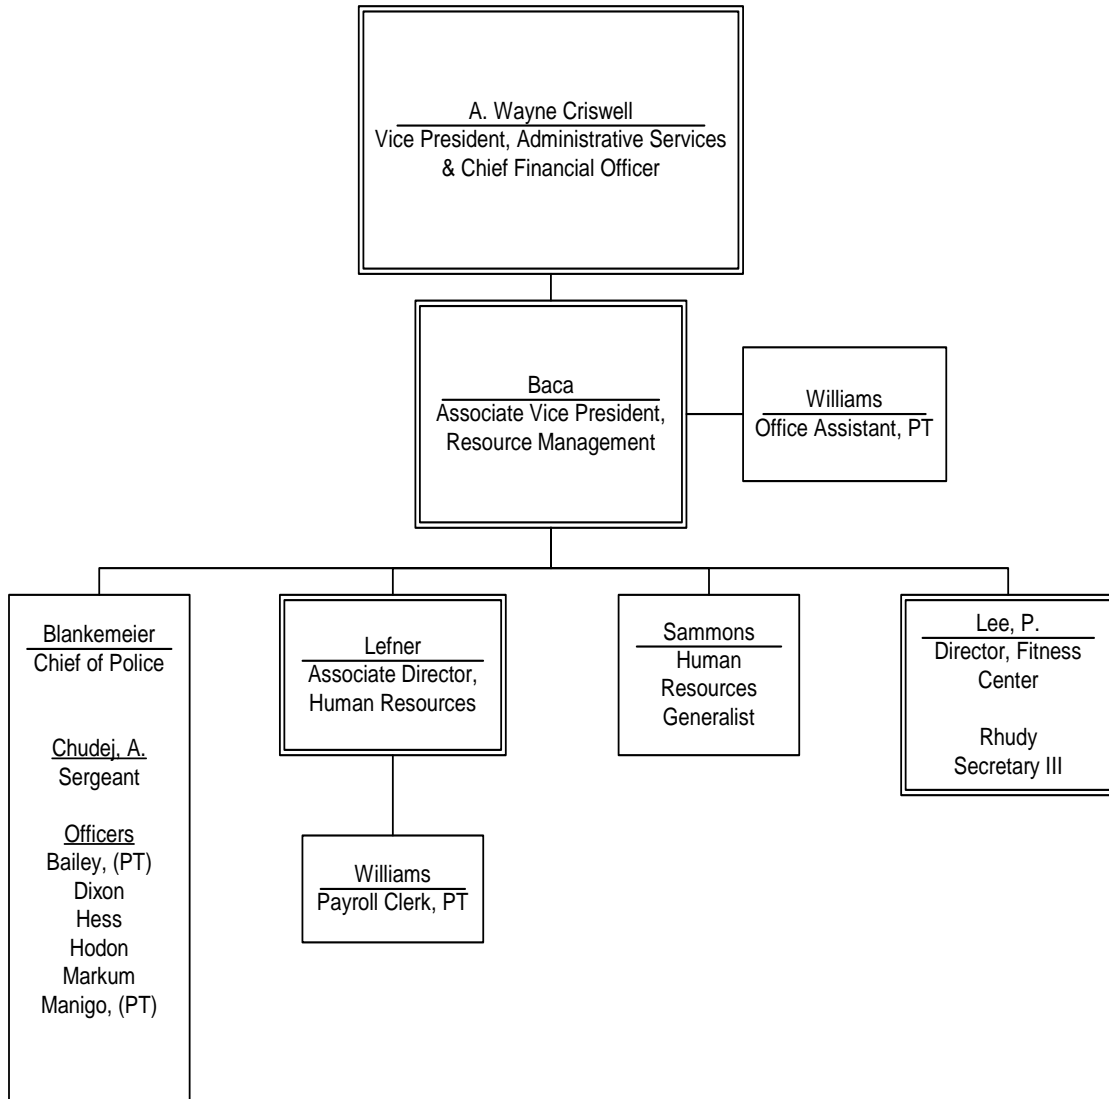 A. Wayne Criswell
Vice President, Administrative Services
& Chief Financial Officer
Baca
Associate Vice President,
Resource Management
Williams
Office Assistant, PT
Blankemeier
Chief of Police
Chudej, A.
Sergeant
Officers
Bailey, (PT)
Dixon
Hess
Hodon
Markum
Manigo, (PT)
Lefner
Associate Director,
Human Resources
Williams
Payroll Clerk, PT
Sammons
Human
Resources
Generalist
Lee, P.
Director, Fitness
Center
Rhudy
Secretary III